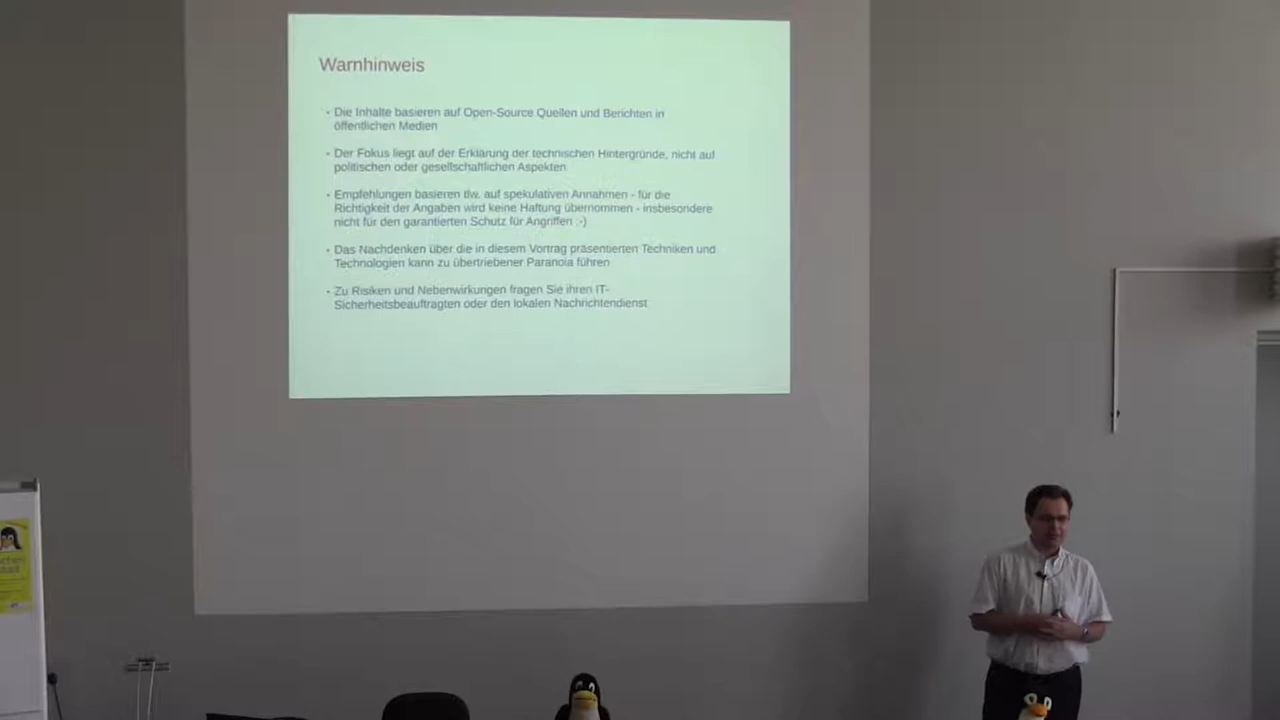 Warnhinweis
- Die Inhalte basieren auf Open-Source Quellen und Berichten in
öffentlichen Medien
- Der Fokus liegt auf der Erklärung der technischen Hintergründe, nicht auf
politischen oder gesellschaftlichen Aspekten
- Empfehlungen basieren tlw. auf spekulativen Annahmen - für die
Richtigkeit der Angaben wird keine Haftung übernommen - insbesondere
nicht für den garantierten Schutz für Angriffen ;-)
- Das Nachdenken über die in diesem Vortrag präsentierten Techniken und
Technologien kann zu übertriebener Paranoia führen
- Zu Risiken und Nebenwirkungen fragen Sie ihren IT-
Sicherheitsbeauftragten oder den lokalen Nachrichtendienst